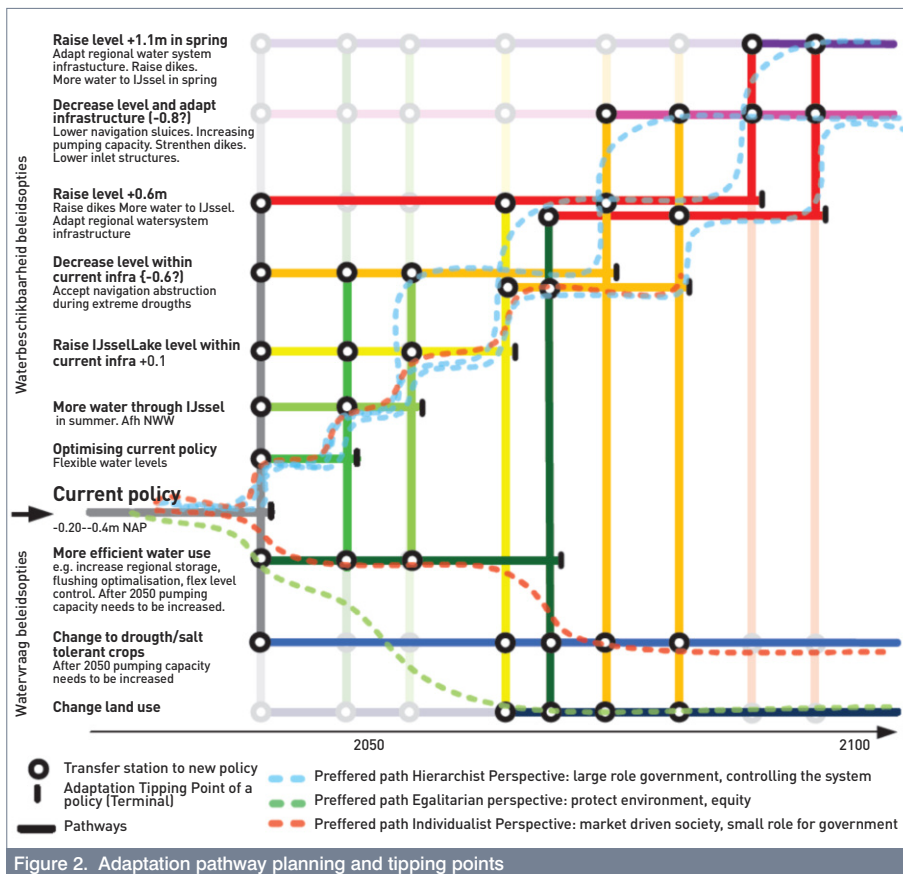 Raise level +1.1m in spring
Adapt regional water system
infrastucture. Raise dikes.
More water to IJssel in spring
Decrease level and adapt
infrastructure (-0.8?)
Lower navigation sluices. Increasing
pumping capacity. Strenthen dikes.
Lower inlet structures.
Raise level +0.6m
Raise dikes More water to IJssel.
Adapt regional watersystem
infrastructure
Decrease level within
current infra {-0.6?)
Accept navigation abstruction
during extreme drougths
Raise IJsselLake level within
current infra +0.1
More water through IJssel
in summer. Afh NWW
Optimising current policy
Flexible water levels
Waterbeschikbaarheid beleidsopties
Current policy
-0.20--0.4m NAP
More efficient water use
e.g. increase regional storage,
flushing optimalisation, flex level
control. After 2050 pumping
capacity needs to be increased.
Change to drougth/salt
tolerant crops
After 2050 pumping capacity
needs to be increased
Change land use
Watervraag beleidsopties
2050
2100
Transfer station to new policy
Adaptation Tipping Point of a
policy (Terminal)
Pathways
Preffered path Hierarchist Perspective: large role government, controlling the system
Preffered path Egalitarian perspective: protect environment, equity
Preffered path Individualist Perspective: market driven society, small role for government
Figure 2. Adaptation pathway planning and tipping points